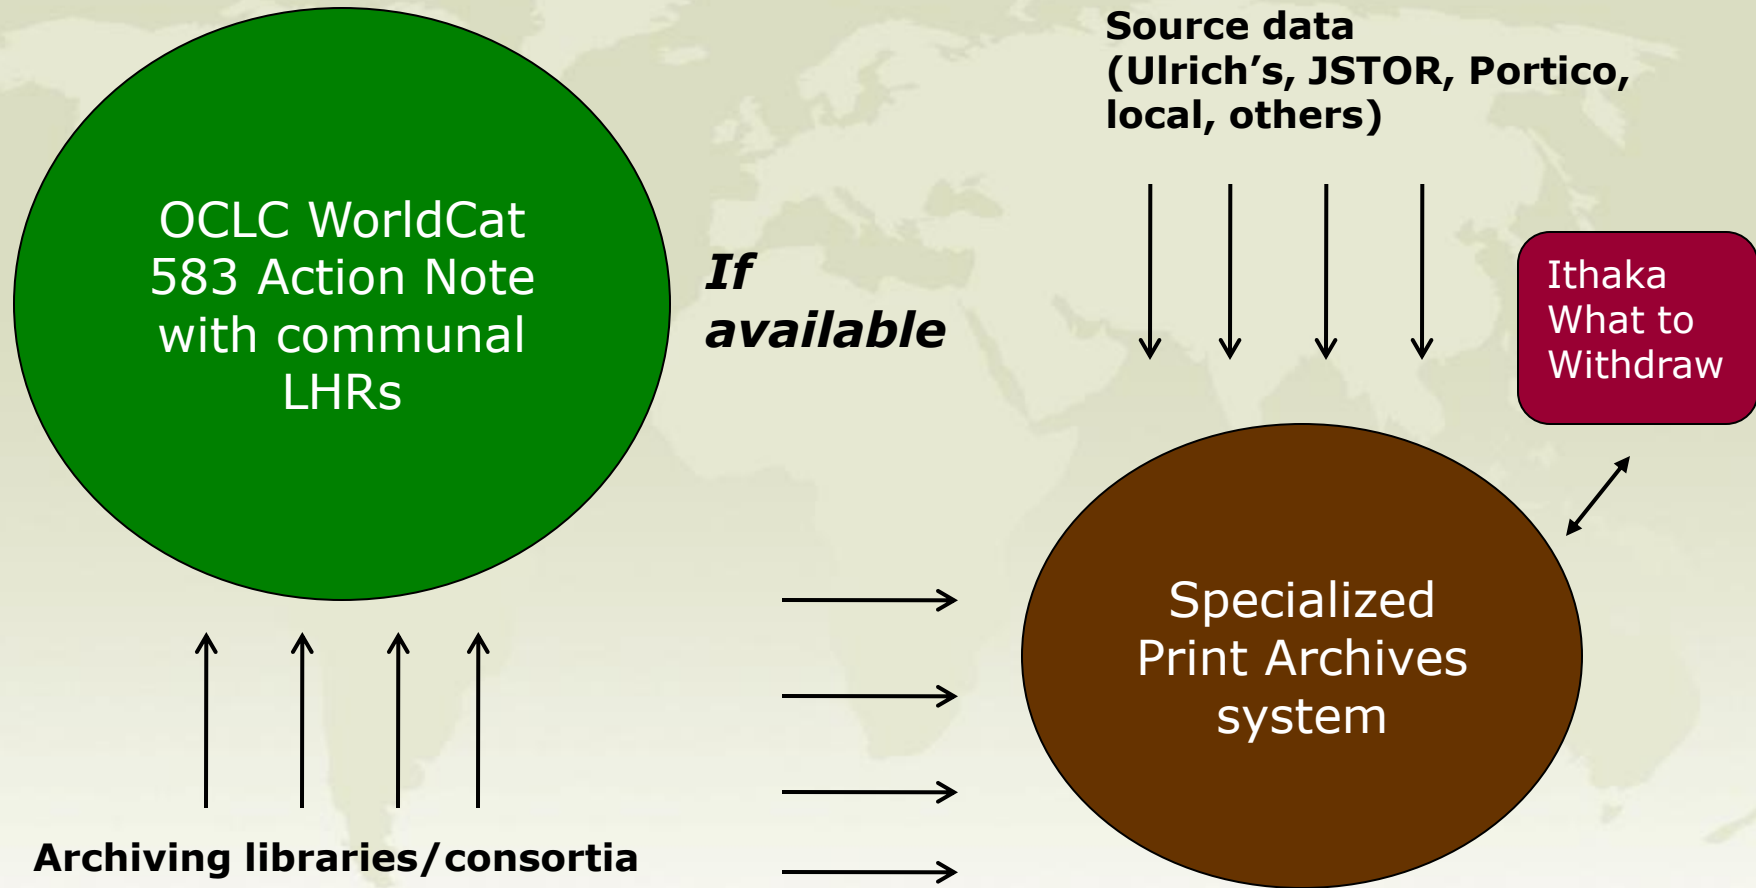 OCLC WorldCat
583 Action Note
with communal
LHRs
If
available
Source data
(Ulrich’s, JSTOR, Portico,
local, others)
Ithaka
What to
Withdraw
Specialized
Print Archives
system
Archiving libraries/consortia